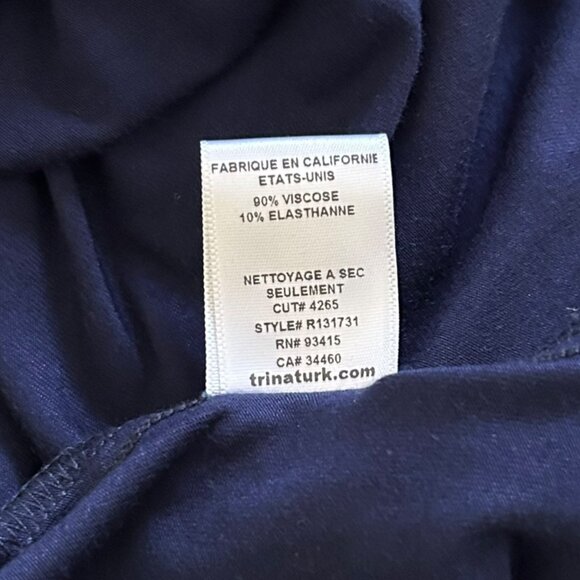 FABRIQUE EN CALIFORNIE
ETATS-UNIS
90% VISCOSE
10% ELASTHANNE
NETTOYAGE A SEC
SEULEMENT
CUT# 4265
STYLE# R131731
RN# 93415
CA# 34460
trinaturk.com